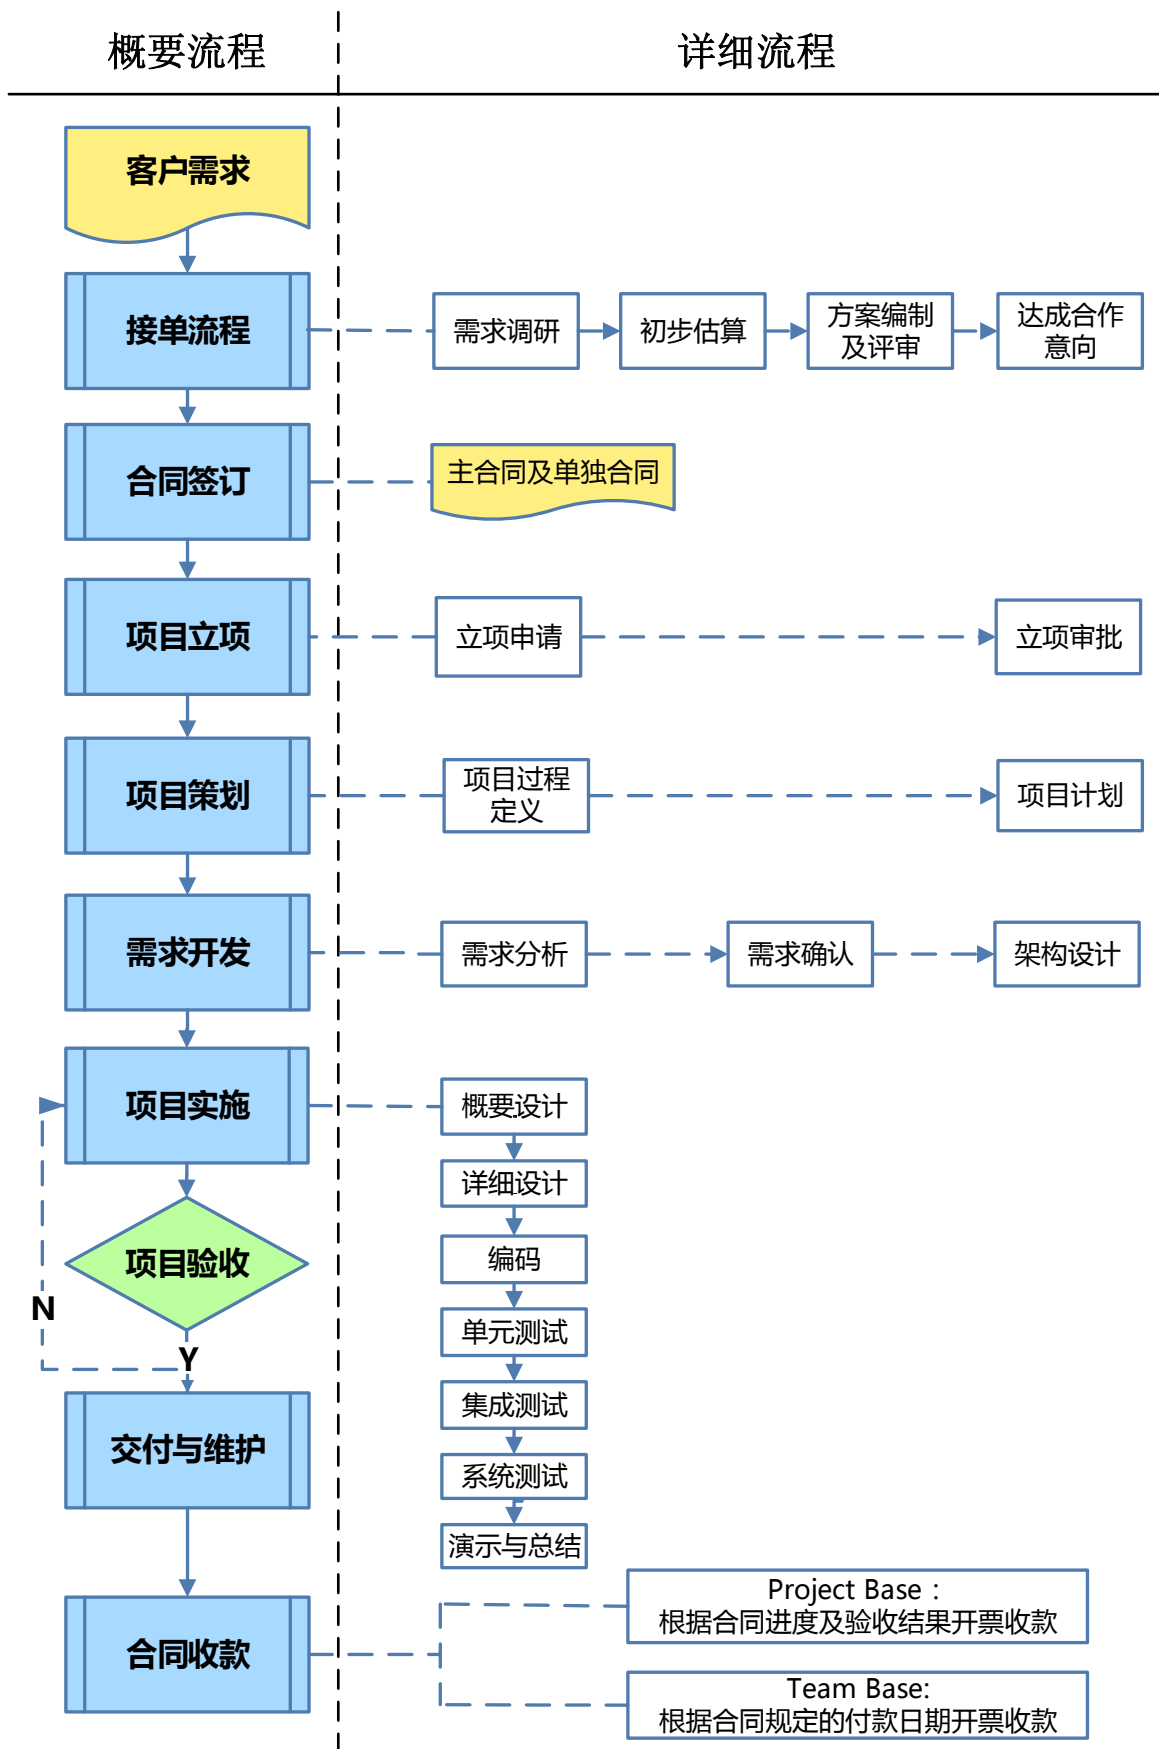 概要流程
详细流程
客户需求
接单流程
需求调研
初步估算
方案编制
及评审
达成合作
意向
合同签订
主合同及单独合同
项目立项
立项申请
立项审批
项目策划
项目过程
定义
项目计划
需求开发
需求分析
需求确认
架构设计
项目实施
概要设计
详细设计
编码
单元测试
集成测试
系统测试
演示与总结
项目验收
N
Y
交付与维护
合同收款
Project Base：
根据合同进度及验收结果开票收款
Team Base:
根据合同规定的付款日期开票收款